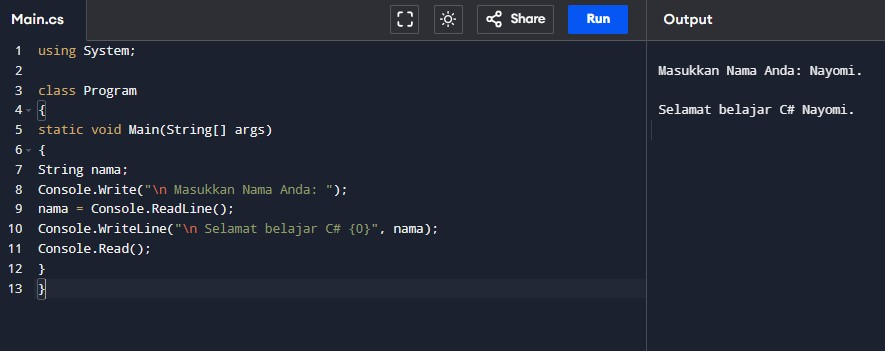 Main.cs
Share
Run
Output
1 using System;
2
3 class Program
4 {
5 static void Main(String[] args)
6 {
7 String nama;
8 Console.Write("\n Masukkan Nama Anda: ");
9 nama = Console.ReadLine();
10 Console.WriteLine("\n Selamat belajar C# {0}", nama);
11 Console.Read();
12 }
13 }
Masukkan Nama Anda: Nayomi.
Selamat belajar C# Nayomi.